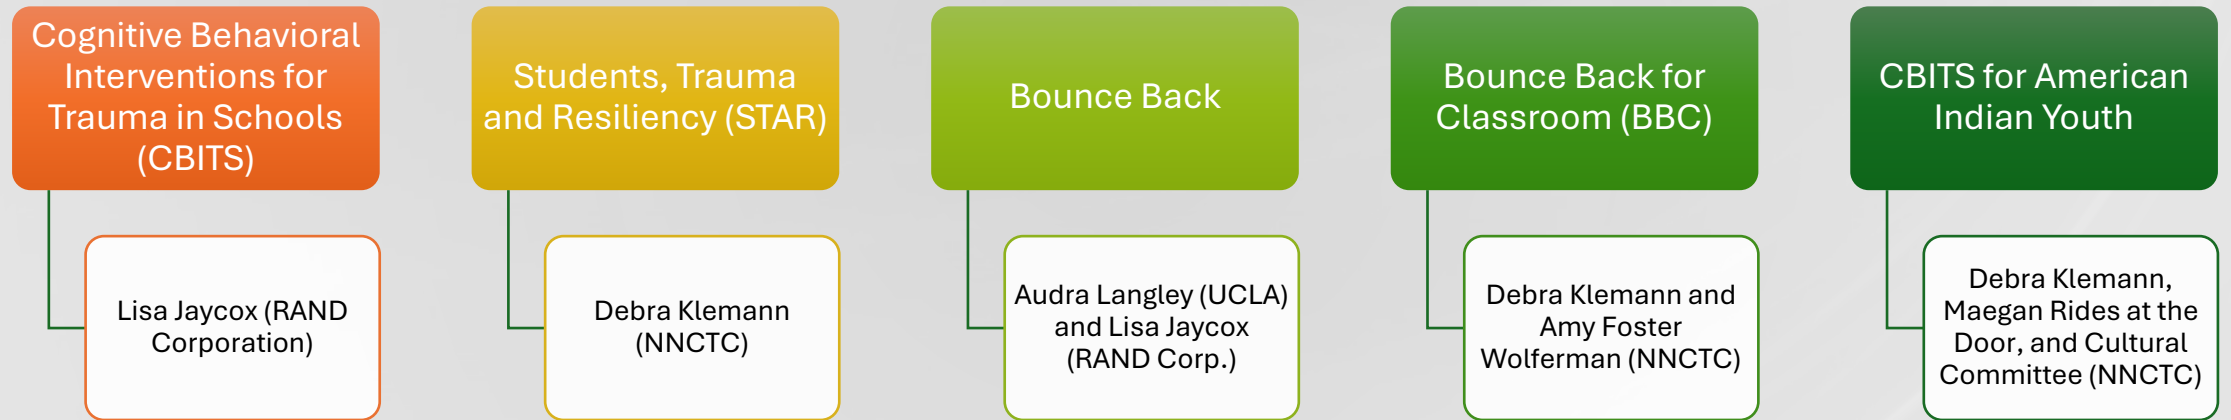 Cognitive Behavioral
Interventions for
Trauma in Schools
(CBITS)
Lisa Jaycox (RAND
Corporation)
Students, Trauma
and Resiliency (STAR)
Debra Klemann
(NNCTC)
Bounce Back
Audra Langley (UCLA)
and Lisa Jaycox
(RAND Corp.)
Bounce Back for
Classroom (BBC)
Debra Klemann and
Amy Foster
Wolferman (NNCTC)
CBITS for American
Indian Youth
Debra Klemann,
Maegan Rides at the
Door, and Cultural
Committee (NNCTC)